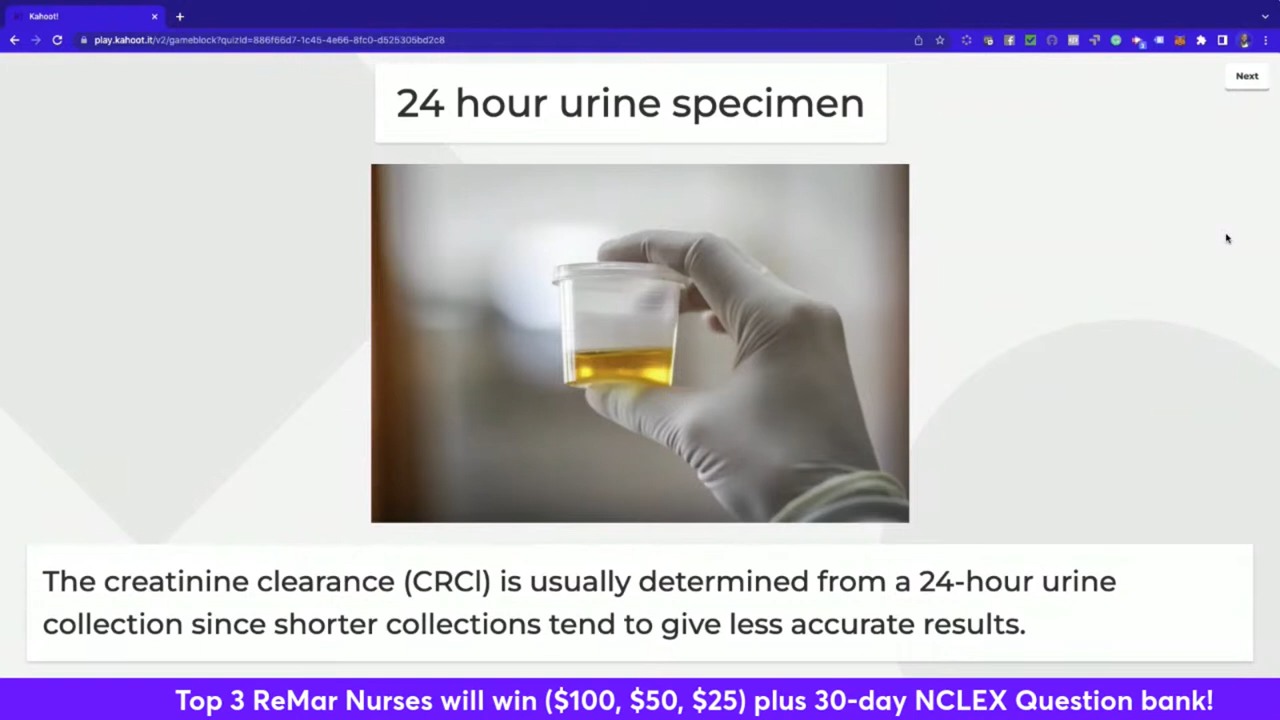 Kahoot!
play.kahoot.it/v2/gameblock?quizId=886f66d7-1c45-4e66-8fc0-d525305bd2c8
Next
24 hour urine specimen
The creatinine clearance (CRCl) is usually determined from a 24-hour urine
collection since shorter collections tend to give less accurate results.
Top 3 ReMar Nurses will win ($100, $50, $25) plus 30-day NCLEX Question bank!